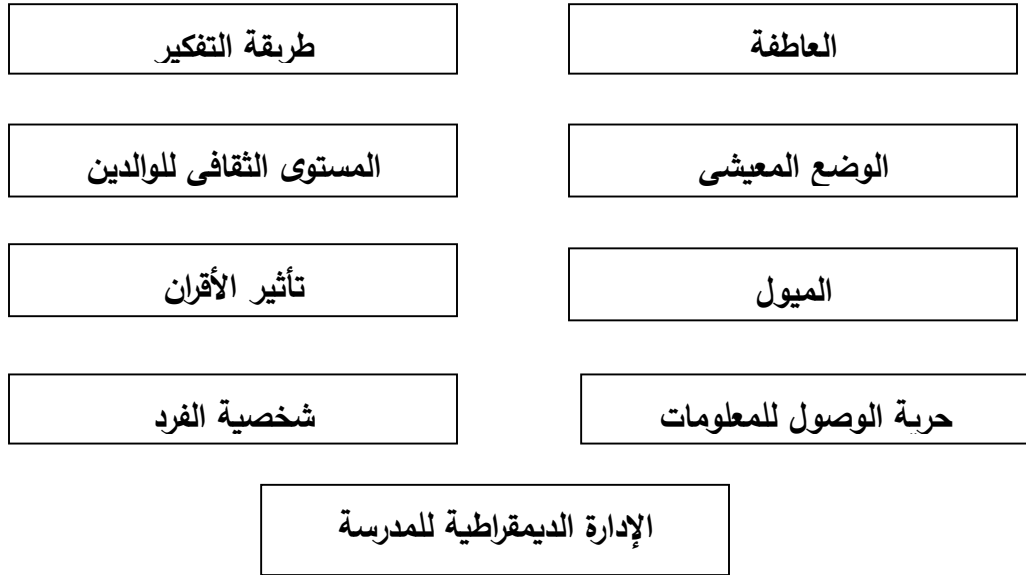 العاطفة
طريقة التفكير
الوضع المعيشى
المستوى الثقافى للوالدين
الميول
تأثير الأقران
حرية الوصول للمعلومات
شخصية الفرد
الإدارة الديمقراطية للمدرسة